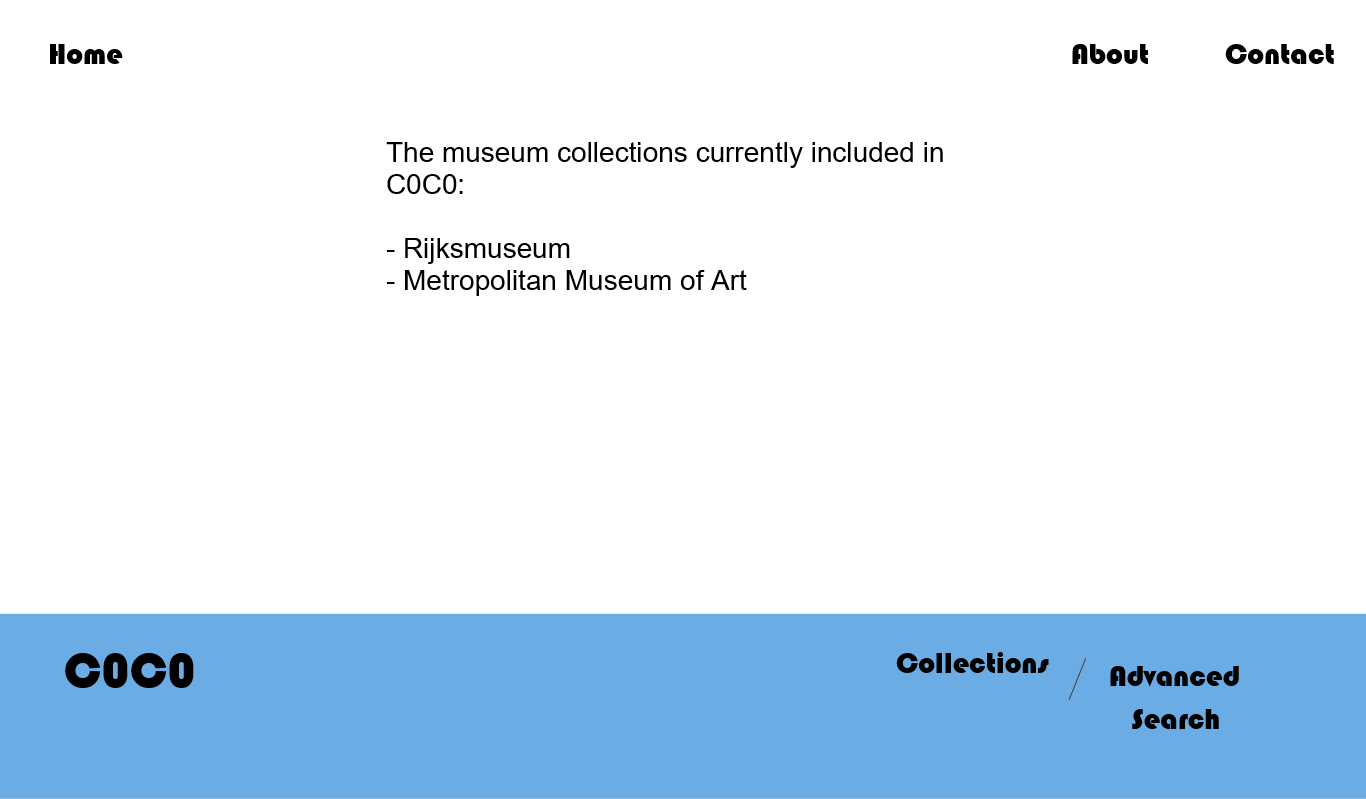 Home About Contact
The museum collections currently included in
C0C0:
- Rijksmuseum
- Metropolitan Museum of Art
C0C0 Collections / Advanced
Search